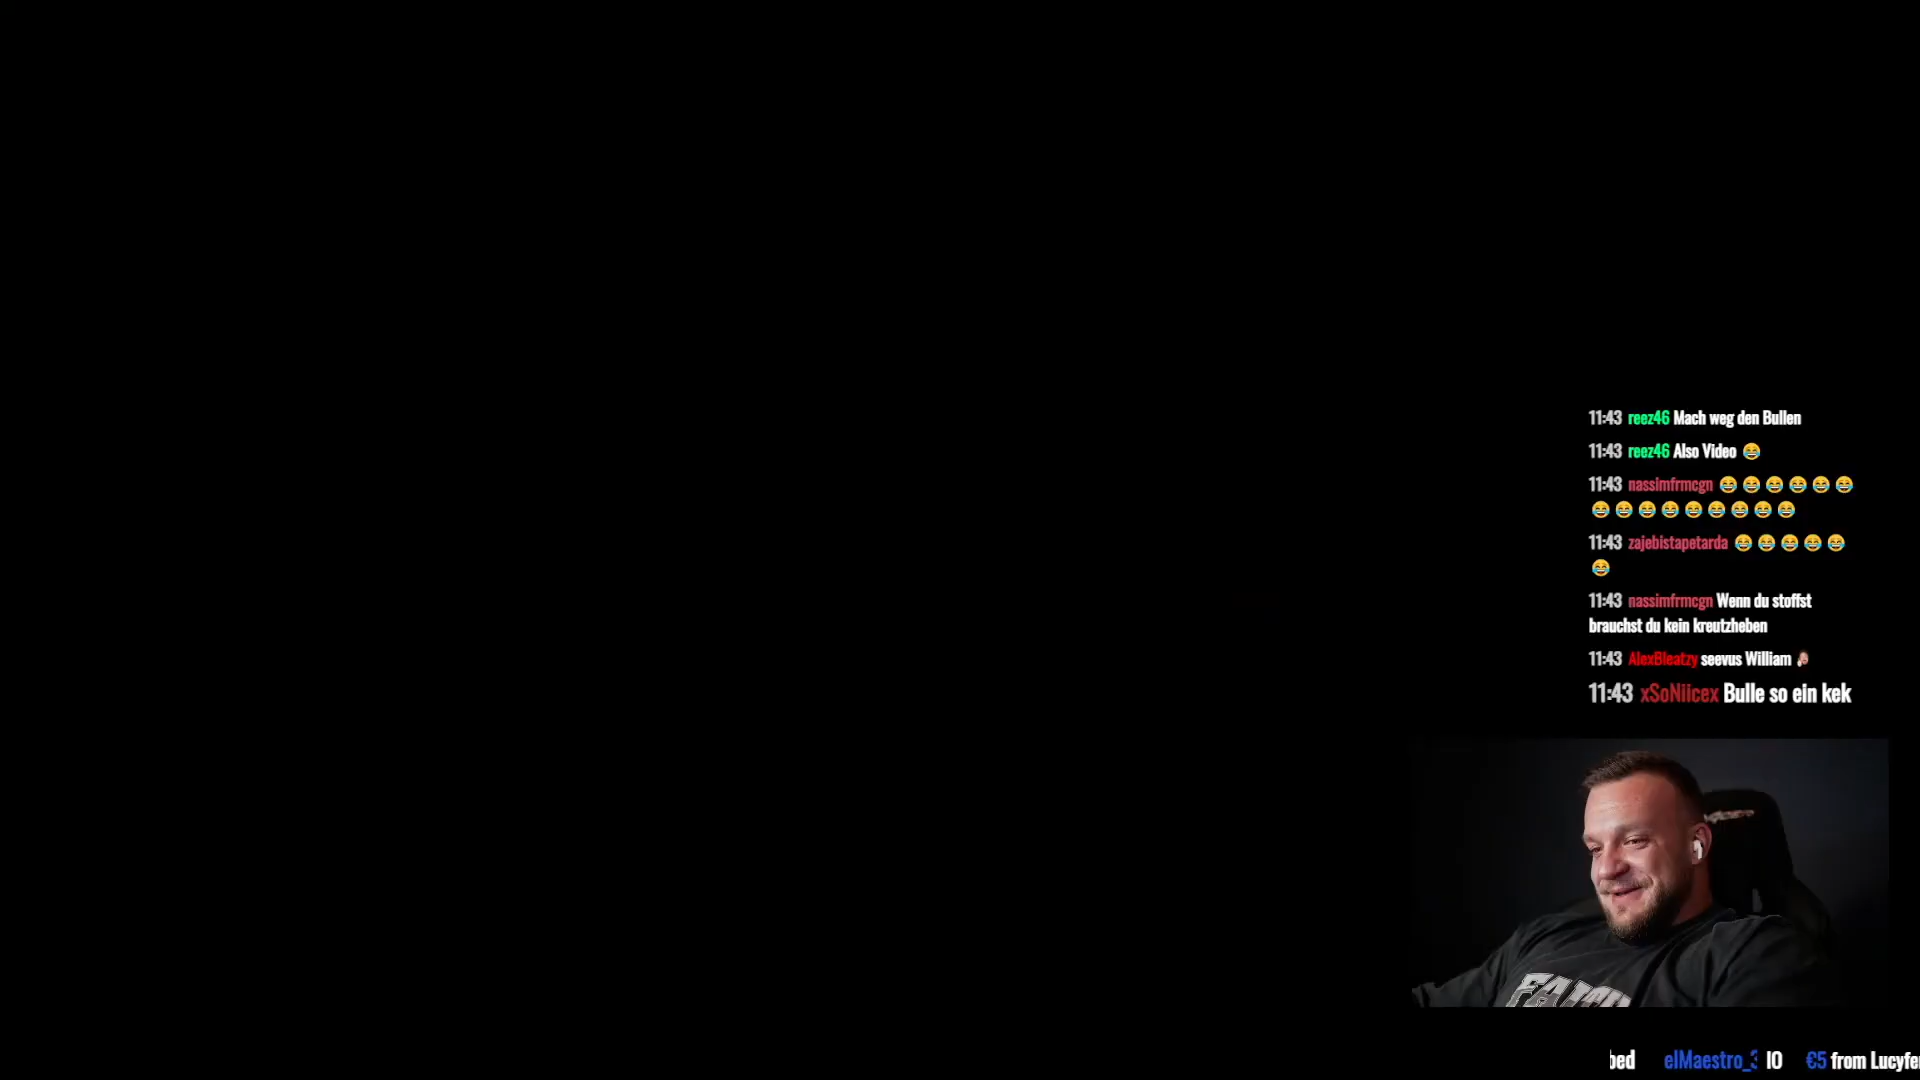 11:43 reez46 Mach weg den Bullen
11:43 reez46 Also Video 😂
11:43 nassimfrmcgn 😂😂😂😂😂😂
😂😂😂😂😂😂😂😂😂
11:43 zajebistapetarda 😂😂😂😂😂
😂
11:43 nassimfrmcgn Wenn du stoffst
brauchst du kein kreutzheben
11:43 AlexBleatzy seevus William
11:43 xSoNiicex Bulle so ein kek
bed elMaestro_3 10 €5 from Lucyfer